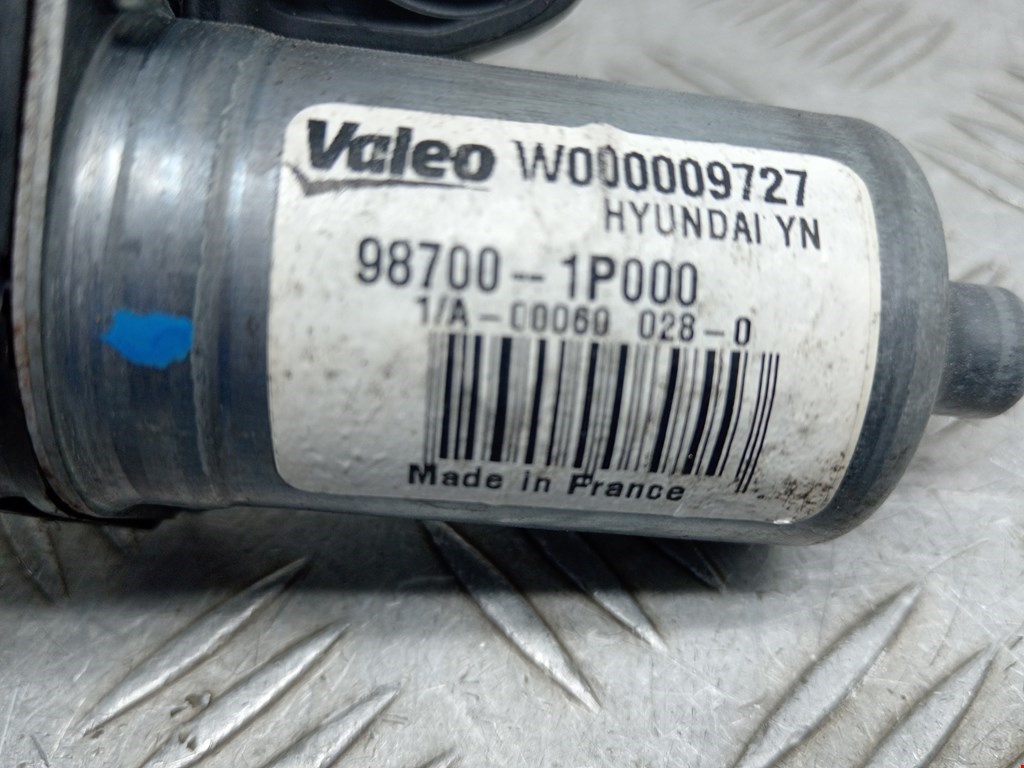 Valeo W000009727
HYUNDAI YN
98700-1P000
1/A-00060 028-0
Made in France